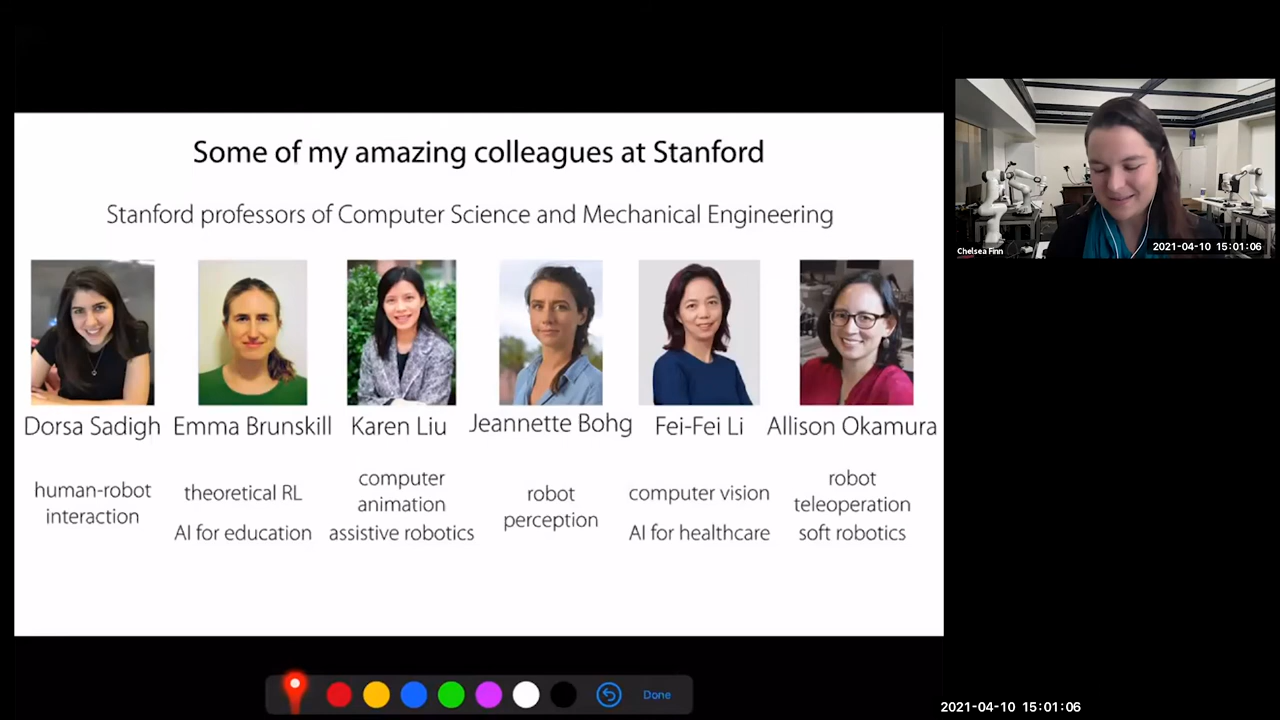 Some of my amazing colleagues at Stanford
Stanford professors of Computer Science and Mechanical Engineering
Dorsa Sadigh
Emma Brunskill
Karen Liu
Jeannette Bohg
Fei-Fei Li
Allison Okamura
human-robot
interaction
theoretical RL
AI for education
computer
animation
assistive robotics
robot
perception
computer vision
AI for healthcare
robot
teleoperation
soft robotics
Chelsea Finn
2021-04-10 15:01:06
Done
2021-04-10 15:01:06